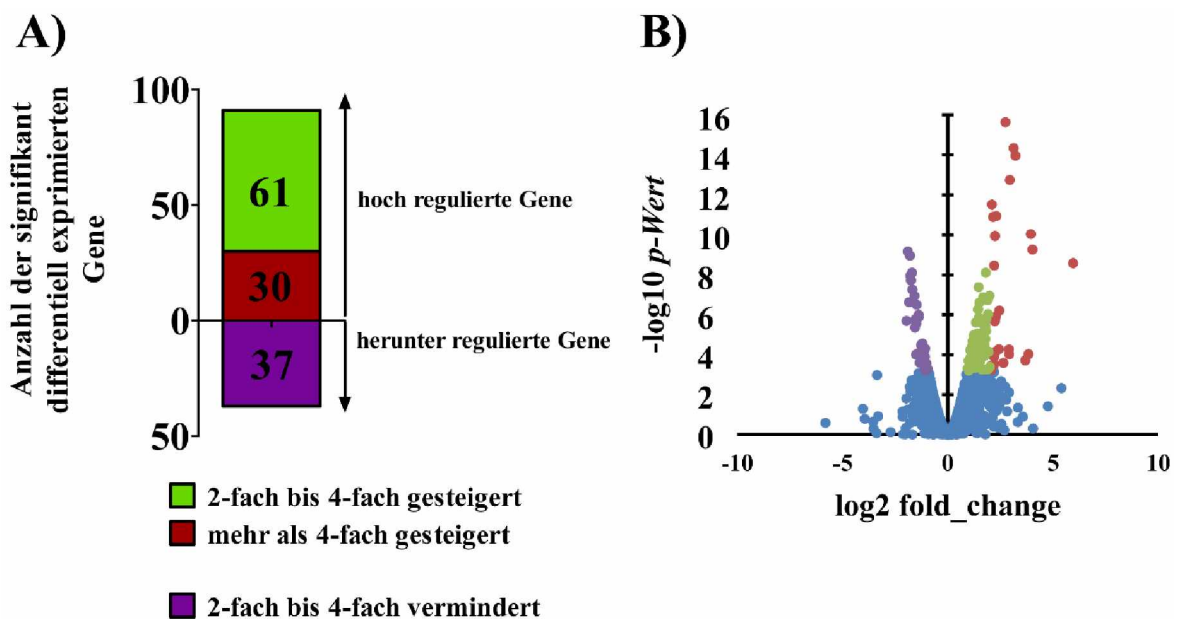 A)
Anzahl der signifikant
differentiell exprimierten
Gene
100
50
0
50
61
30
37
hoch regulierte Gene
herunter regulierte Gene
2-fach bis 4-fach gesteigert
mehr als 4-fach gesteigert
2-fach bis 4-fach vermindert
B)
-log10 p-Wert
16
14
12
10
8
6
4
2
0
-10
-5
0
5
10
log2 fold_change